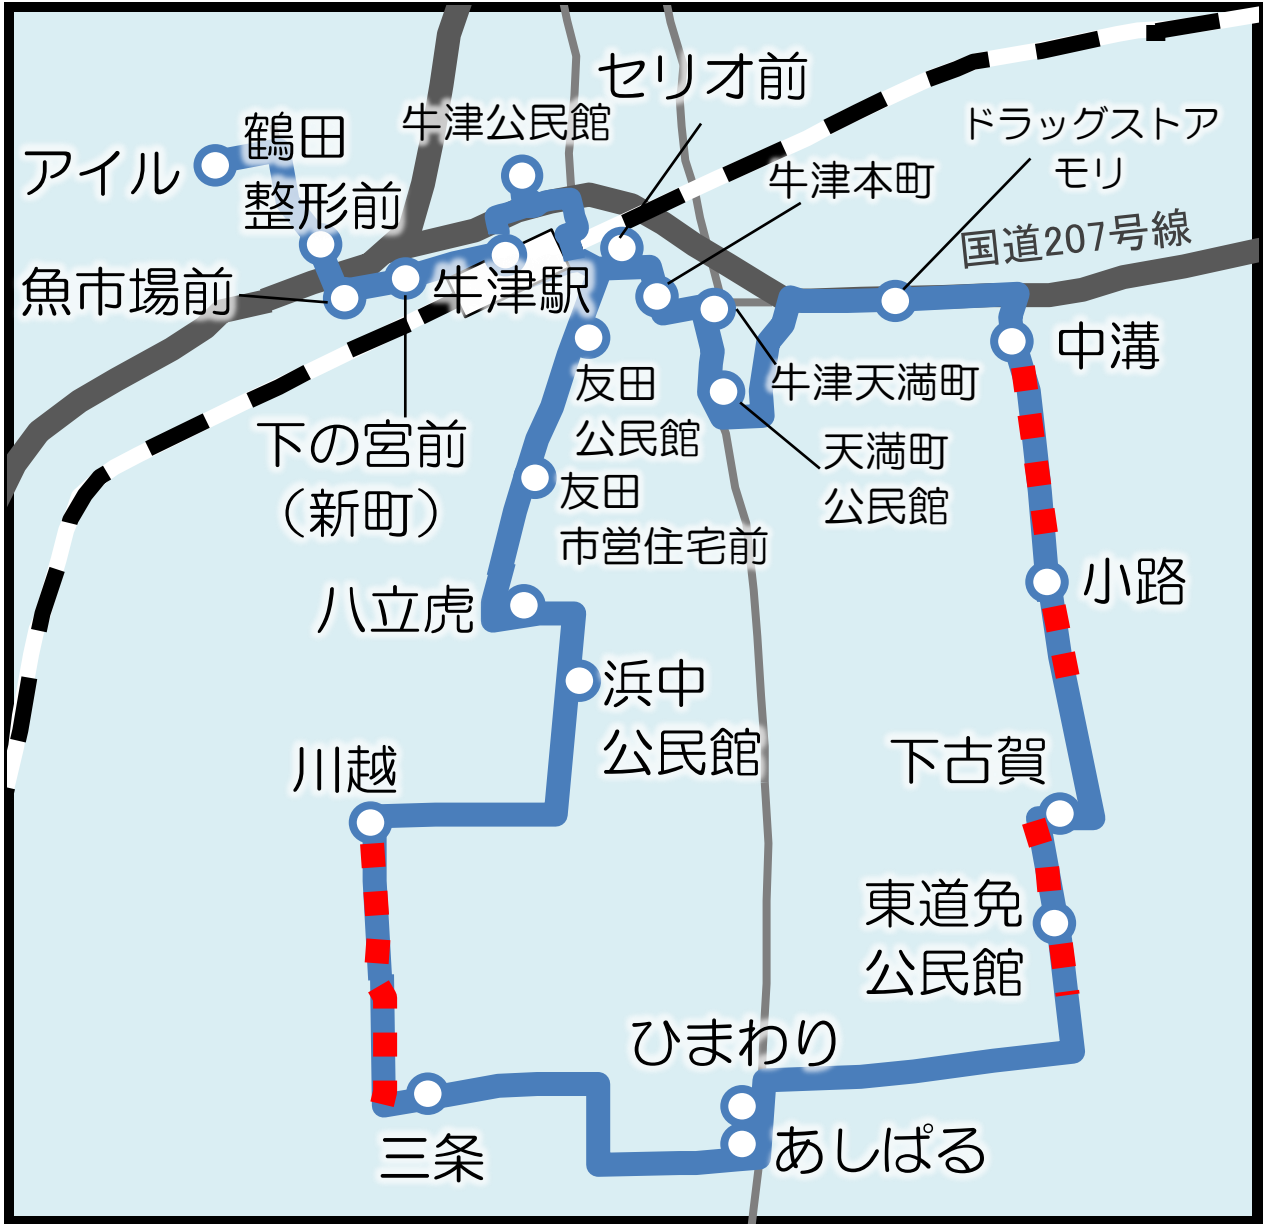 セリオ前
牛津公民館
ドラッグストア
モリ
鶴田
整形前
アイル
牛津本町
国道207号線
魚市場前
牛津駅
中溝
友田
公民館
牛津天満町
下の宮前
（新町）
天満町
公民館
友田
市営住宅前
八立虎
小路
浜中
公民館
川越
下古賀
東道免
公民館
ひまわり
三条
あしぱる